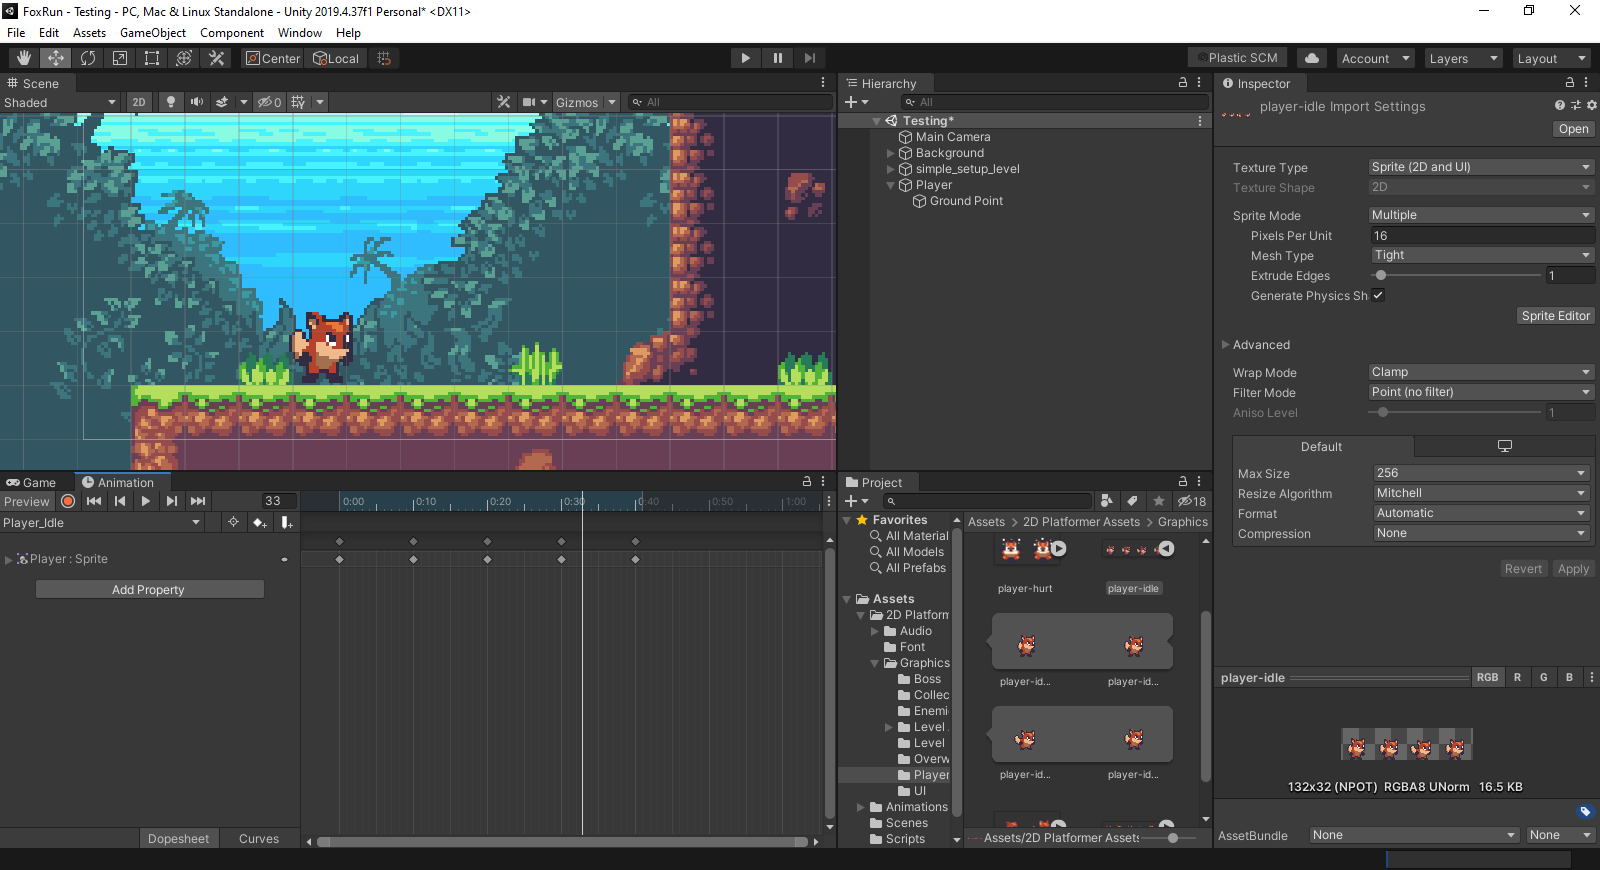 FoxRun - Testing - PC, Mac & Linux Standalone - Unity 2019.4.37f1 Personal* <DX11>
File Edit Assets GameObject Component Window Help
Center Local Plastic SCM Account Layers Layout
Scene
Shaded 2D 0 Gizmos All
Hierarchy
All
Testing*
Main Camera
Background
simple_setup_level
Player
Ground Point
Inspector
player-idle Import Settings
Open
Texture Type Sprite (2D and UI)
Texture Shape 2D
Sprite Mode Multiple
Pixels Per Unit 16
Mesh Type Tight
Extrude Edges 1
Generate Physics Sh
Sprite Editor
Advanced
Wrap Mode Clamp
Filter Mode Point (no filter)
Aniso Level 1
Default
Max Size 256
Resize Algorithm Mitchell
Format Automatic
Compression None
Revert Apply
player-idle RGB R G B
132x32 (NPOT) RGBA8 UNorm 16.5 KB
AssetBundle None None
Game Animation
Preview 33 0:00 0:10 0:20 0:30 0:40 0:50 1:00
Player_Idle
Player : Sprite
Add Property
Dopesheet Curves
Project
18
Favorites
All Material
All Models
All Prefabs
Assets
2D Platforn
Audio
Font
Graphics
Boss
Collec
Enemi
Level
Level
Overw
Player
UI
Animations
Scenes
Scripts
Assets > 2D Platformer Assets > Graphics
player-hurt player-idle
player-id... player-id...
player-id... player-id...
Assets/2D Platformer Assets